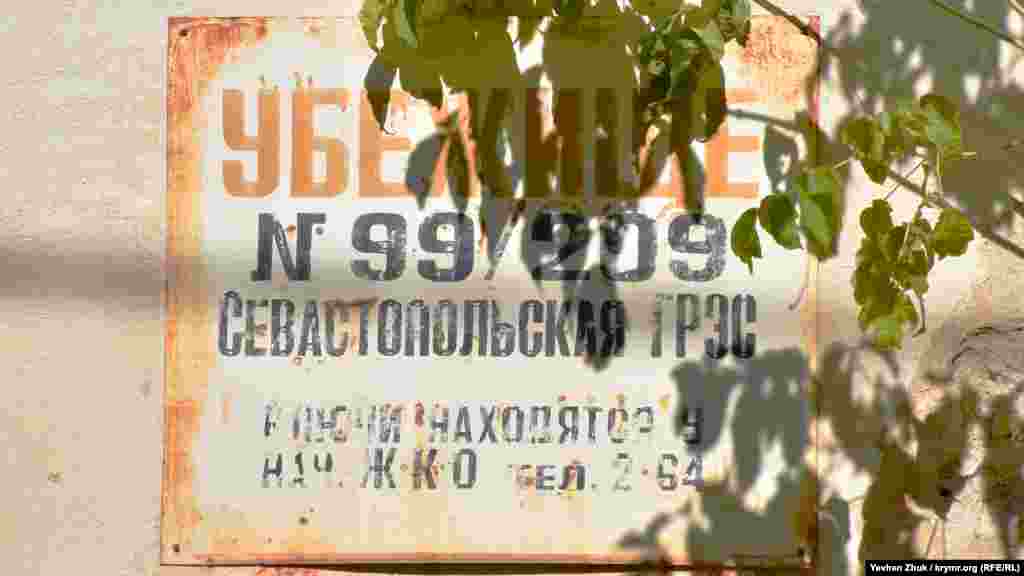 УБЕЖИЩЕ
№ 99/209
СЕВАСТОПОЛЬСКАЯ ГРЭС
КЛЮЧИ НАХОДЯТСЯ У
НАЧ. ЖКО ТЕЛ. 2-64
Yevhen Zhuk / krymr.org (RFE/RL)